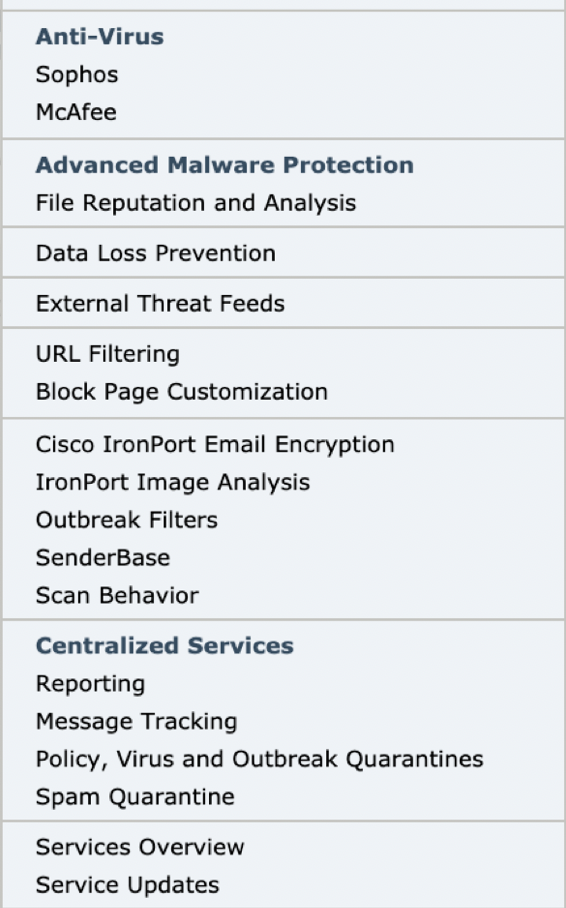 Anti-Virus
Sophos
McAfee
Advanced Malware Protection
File Reputation and Analysis
Data Loss Prevention
External Threat Feeds
URL Filtering
Block Page Customization
Cisco IronPort Email Encryption
IronPort Image Analysis
Outbreak Filters
SenderBase
Scan Behavior
Centralized Services
Reporting
Message Tracking
Policy, Virus and Outbreak Quarantines
Spam Quarantine
Services Overview
Service Updates